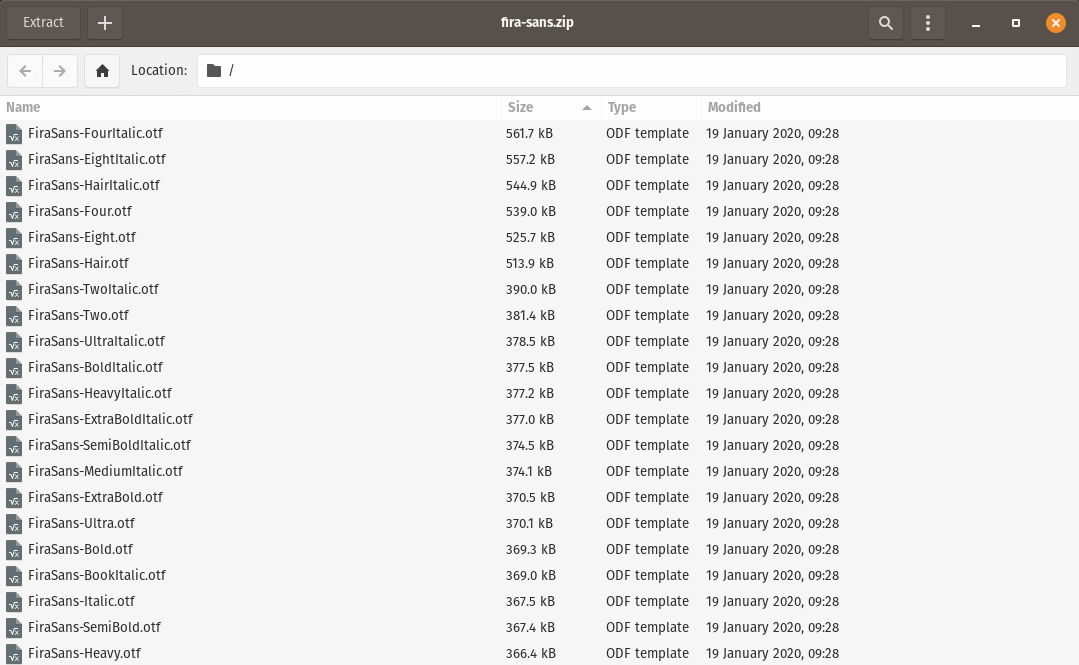 Extract fira-sans.zip
Location: /
Name Size Type Modified
FiraSans-FourItalic.otf 561.7 kB ODF template 19 January 2020, 09:28
FiraSans-EightItalic.otf 557.2 kB ODF template 19 January 2020, 09:28
FiraSans-HairItalic.otf 544.9 kB ODF template 19 January 2020, 09:28
FiraSans-Four.otf 539.0 kB ODF template 19 January 2020, 09:28
FiraSans-Eight.otf 525.7 kB ODF template 19 January 2020, 09:28
FiraSans-Hair.otf 513.9 kB ODF template 19 January 2020, 09:28
FiraSans-TwoItalic.otf 390.0 kB ODF template 19 January 2020, 09:28
FiraSans-Two.otf 381.4 kB ODF template 19 January 2020, 09:28
FiraSans-UltraItalic.otf 378.5 kB ODF template 19 January 2020, 09:28
FiraSans-BoldItalic.otf 377.5 kB ODF template 19 January 2020, 09:28
FiraSans-HeavyItalic.otf 377.2 kB ODF template 19 January 2020, 09:28
FiraSans-ExtraBoldItalic.otf 377.0 kB ODF template 19 January 2020, 09:28
FiraSans-SemiBoldItalic.otf 374.5 kB ODF template 19 January 2020, 09:28
FiraSans-MediumItalic.otf 374.1 kB ODF template 19 January 2020, 09:28
FiraSans-ExtraBold.otf 370.5 kB ODF template 19 January 2020, 09:28
FiraSans-Ultra.otf 370.1 kB ODF template 19 January 2020, 09:28
FiraSans-Bold.otf 369.3 kB ODF template 19 January 2020, 09:28
FiraSans-BookItalic.otf 369.0 kB ODF template 19 January 2020, 09:28
FiraSans-Italic.otf 367.5 kB ODF template 19 January 2020, 09:28
FiraSans-SemiBold.otf 367.4 kB ODF template 19 January 2020, 09:28
FiraSans-Heavy.otf 366.4 kB ODF template 19 January 2020, 09:28